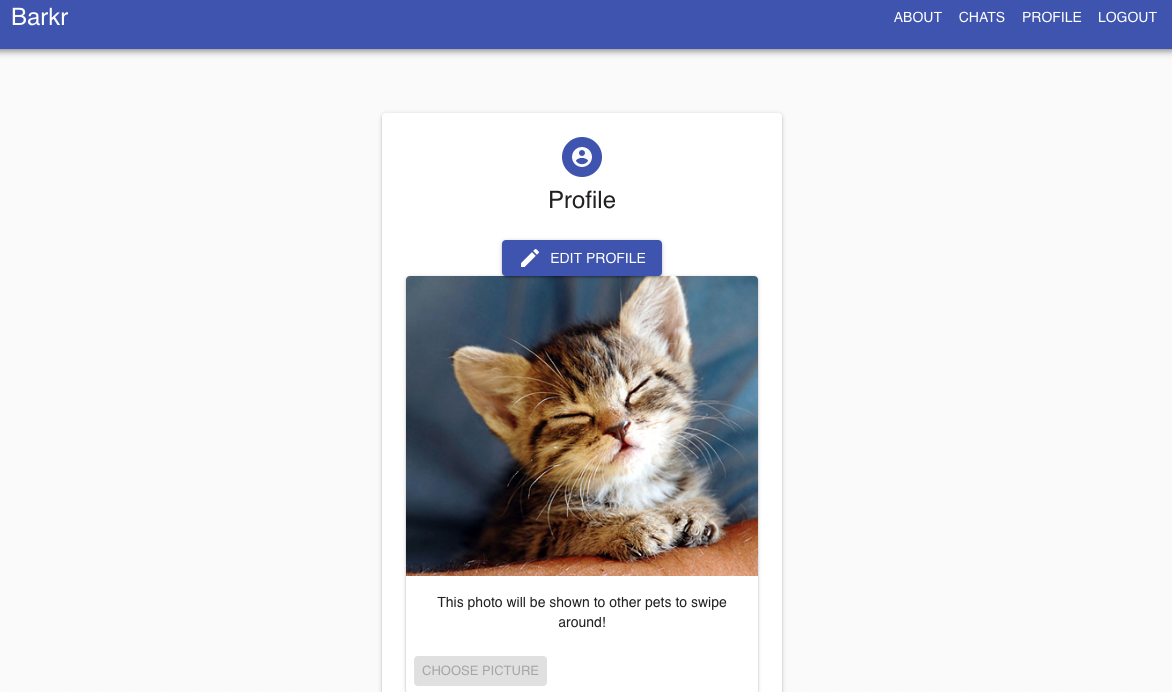 Barkr
ABOUT CHATS PROFILE LOGOUT
Profile
EDIT PROFILE
This photo will be shown to other pets to swipe
around!
CHOOSE PICTURE